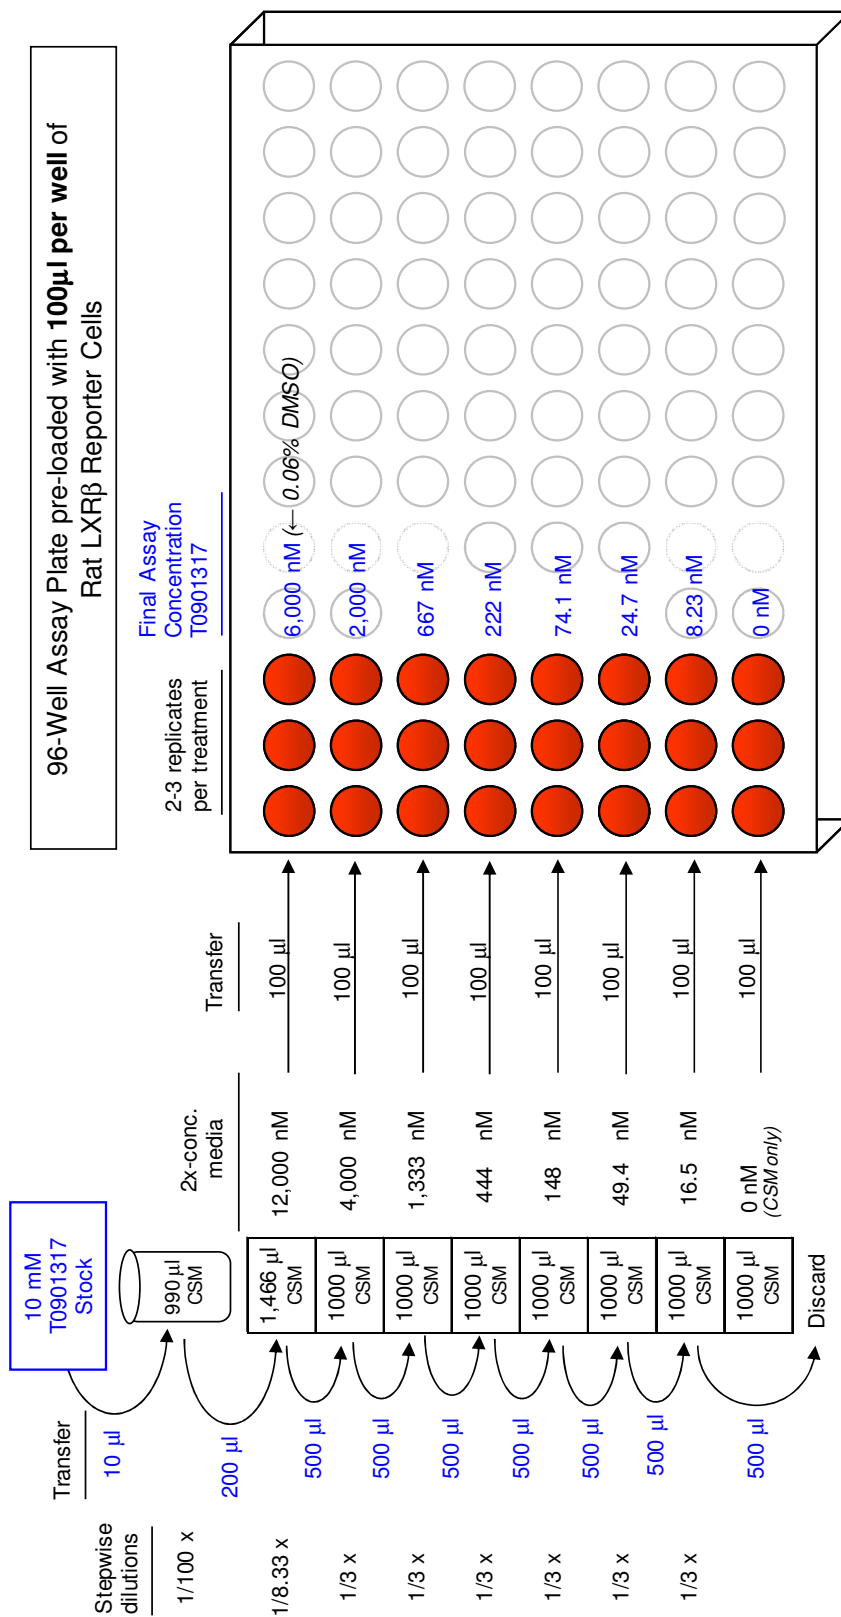 96-Well Assay Plate pre-loaded with 100µl per well of
Rat LXRβ Reporter Cells
10 mM
T0901317
Stock
Transfer
10 µl
200 µl
500 µl
500 µl
500 µl
500 µl
500 µl
500 µl
500 µl
Stepwise
dilutions
1/100 x
1/8.33 x
1/3 x
1/3 x
1/3 x
1/3 x
1/3 x
1/3 x
990 µl
CSM
1,466 µl
CSM
1000 µl
CSM
1000 µl
CSM
1000 µl
CSM
1000 µl
CSM
1000 µl
CSM
1000 µl
CSM
1000 µl
CSM
Discard
2x-conc.
media
12,000 nM
4,000 nM
1,333 nM
444 nM
148 nM
49.4 nM
16.5 nM
0 nM
(CSM only)
Transfer
100 µl
100 µl
100 µl
100 µl
100 µl
100 µl
100 µl
100 µl
2-3 replicates
per treatment
Final Assay
Concentration
T0901317
6,000 nM (← 0.06% DMSO)
2,000 nM
667 nM
222 nM
74.1 nM
24.7 nM
8.23 nM
0 nM